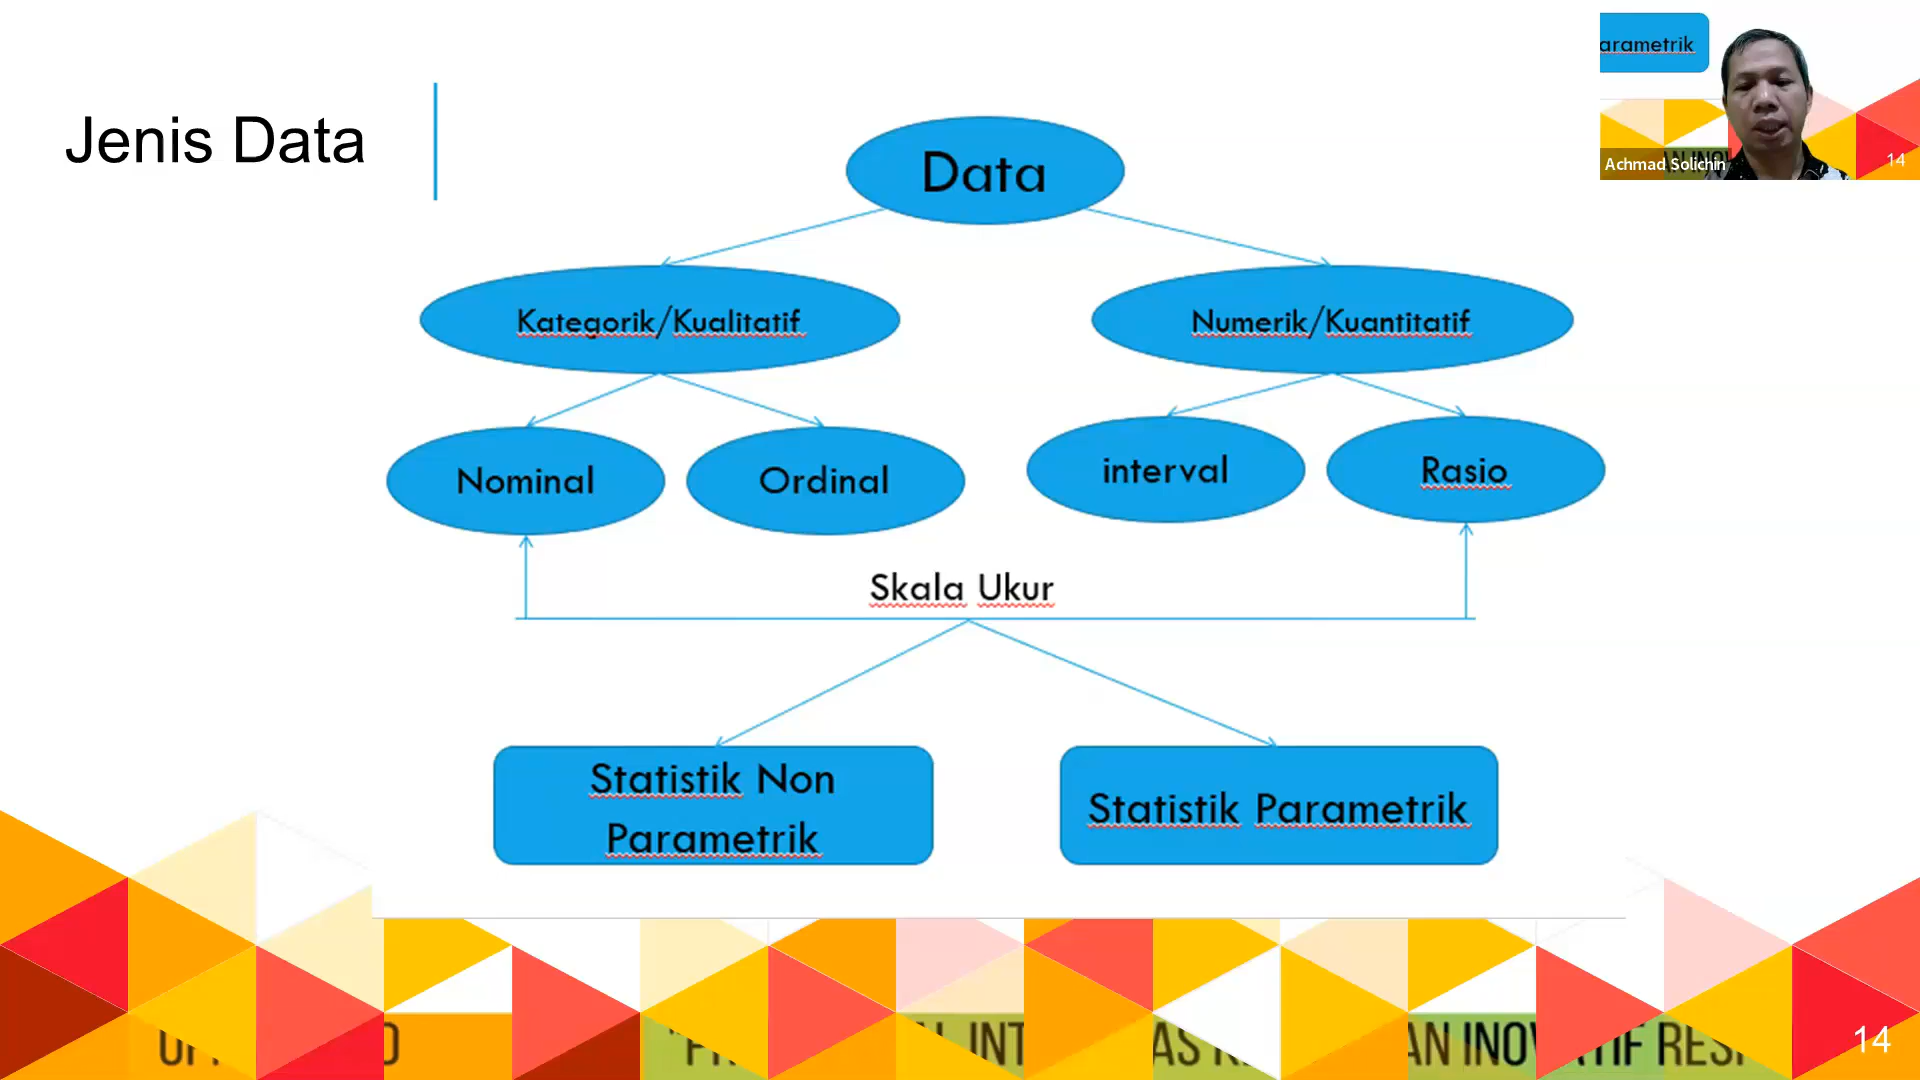 Jenis Data
Data
Kategorik/Kualitatif
Numerik/Kuantitatif
Nominal
Ordinal
interval
Rasio
Skala Ukur
Statistik Non
Parametrik
Statistik Parametrik
arametrik
Achmad Solichin
14
14